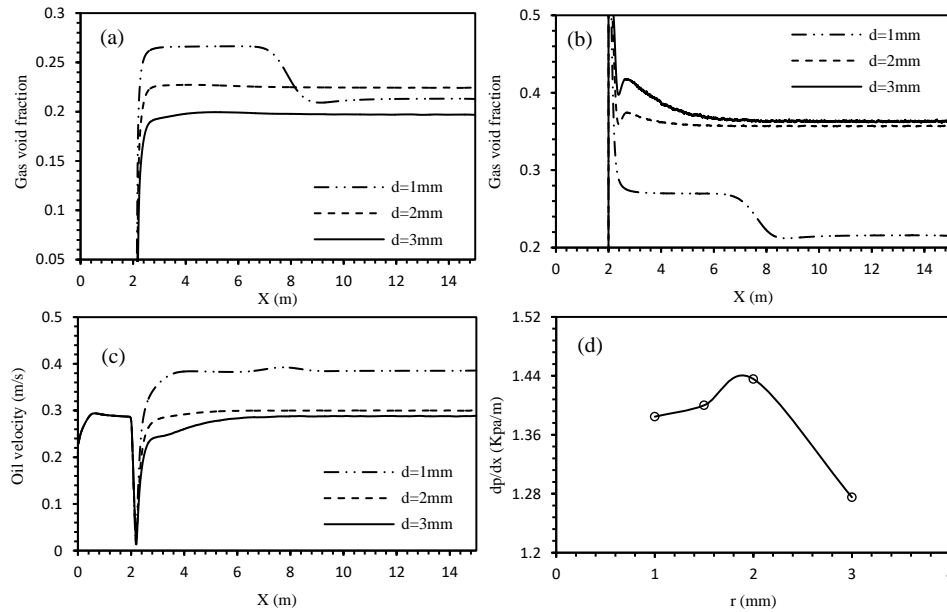 (a)
Gas void fraction
0.3
0.25
0.2
0.15
0.1
0.05
d=1mm
d=2mm
d=3mm
0 2 4 6 8 10 12 14
X (m)
(b)
Gas void fraction
0.5
0.4
0.3
0.2
d=1mm
d=2mm
d=3mm
0 2 4 6 8 10 12 14
X (m)
(c)
Oil velocity (m/s)
0.5
0.4
0.3
0.2
0.1
0
d=1mm
d=2mm
d=3mm
0 2 4 6 8 10 12 14
X (m)
(d)
dp/dx (Kpa/m)
1.52
1.44
1.36
1.28
1.2
0 1 2 3
r (mm)